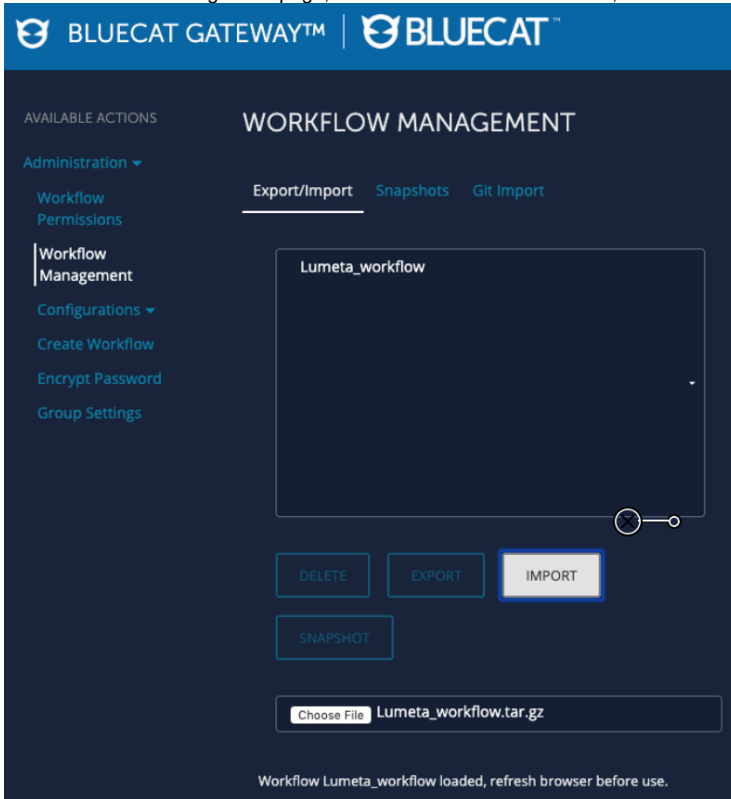 BLUECAT GATEWAY™ | BLUECAT™
AVAILABLE ACTIONS
Administration
Workflow
Permissions
Workflow
Management
Configurations
Create Workflow
Encrypt Password
Group Settings
WORKFLOW MANAGEMENT
Export/Import Snapshots Git Import
Lumeta_workflow
DELETE EXPORT IMPORT
SNAPSHOT
Choose File Lumeta_workflow.tar.gz
Workflow Lumeta_workflow loaded, refresh browser before use.